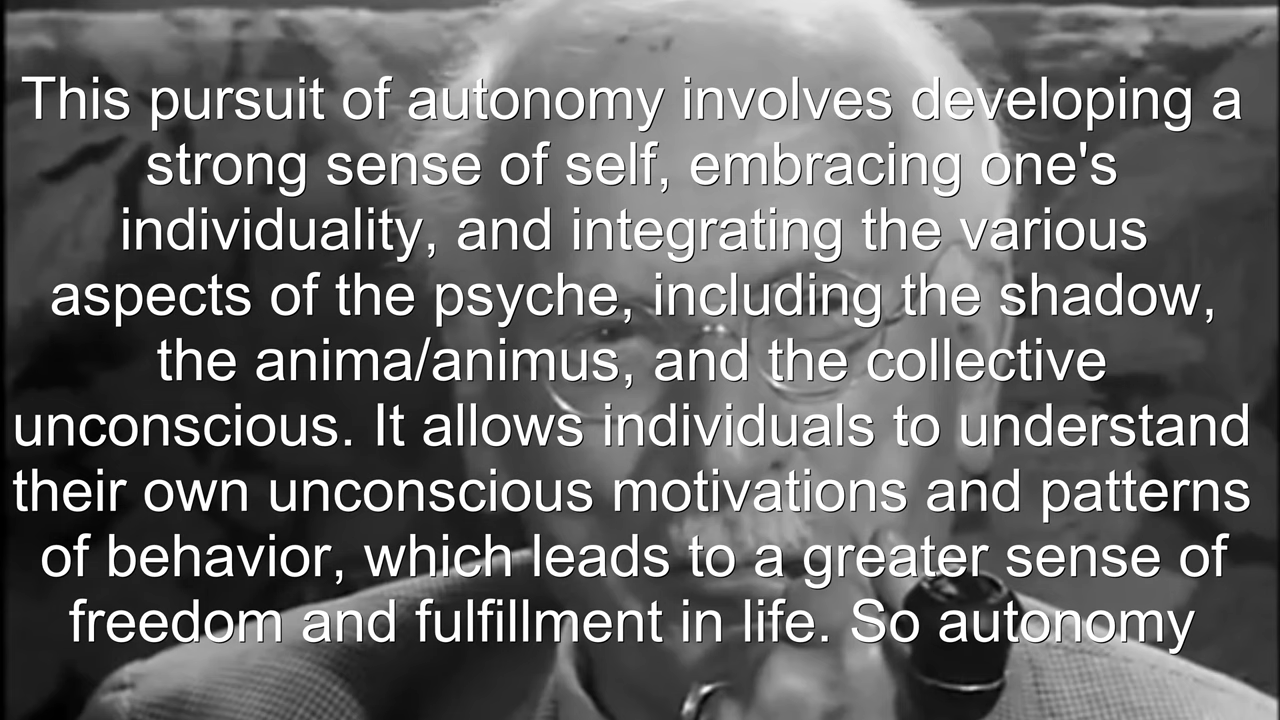 This pursuit of autonomy involves developing a
strong sense of self, embracing one's
individuality, and integrating the various
aspects of the psyche, including the shadow,
the anima/animus, and the collective
unconscious. It allows individuals to understand
their own unconscious motivations and patterns
of behavior, which leads to a greater sense of
freedom and fulfillment in life. So autonomy